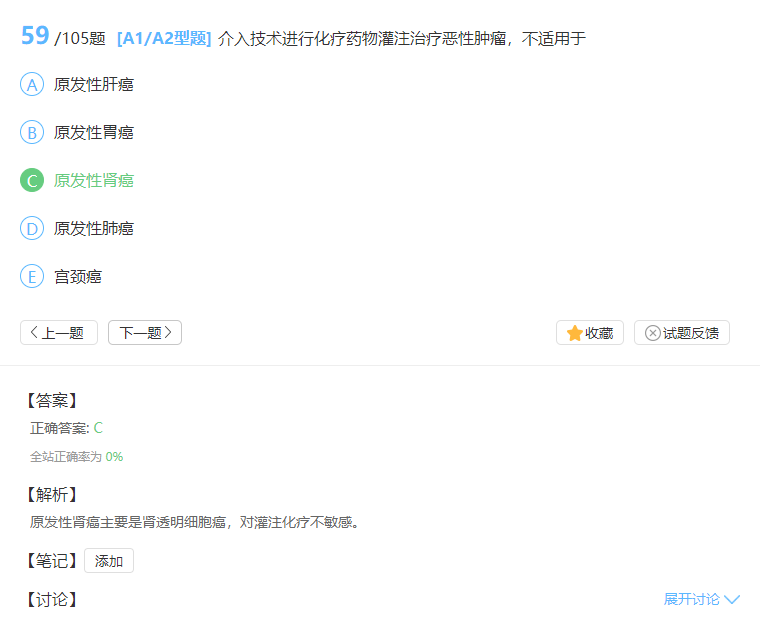 59 /105题 [A1/A2型题] 介入技术进行化疗药物灌注治疗恶性肿瘤，不适用于
A 原发性肝癌
B 原发性胃癌
C 原发性肾癌
D 原发性肺癌
E 宫颈癌
上一题 下一题 收藏 试题反馈
【答案】
正确答案: C
全站正确率为 0%
【解析】
原发性肾癌主要是肾透明细胞癌，对灌注化疗不敏感。
【笔记】 添加
【讨论】 展开讨论